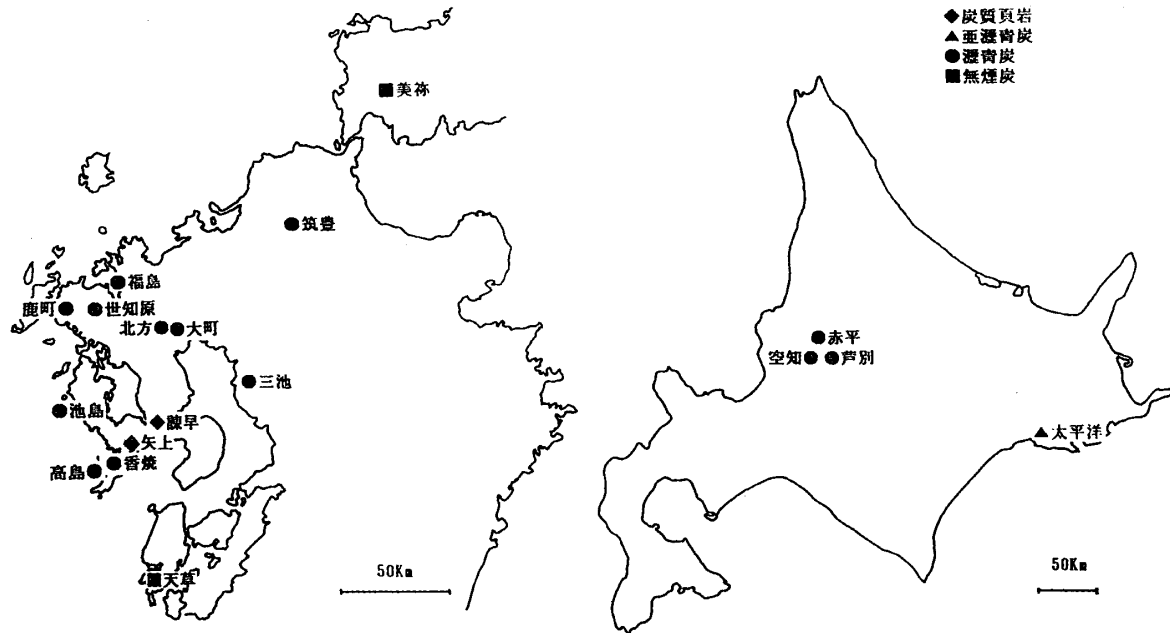 ◆炭質頁岩
▲亜瀝青炭
●瀝青炭
■無煙炭
美祢
筑豊
福島
鹿町
世知原
北方
大町
三池
池島
諫早
矢上
香焼
高島
天草
50Km
赤平
空知
芦別
太平洋
50Km